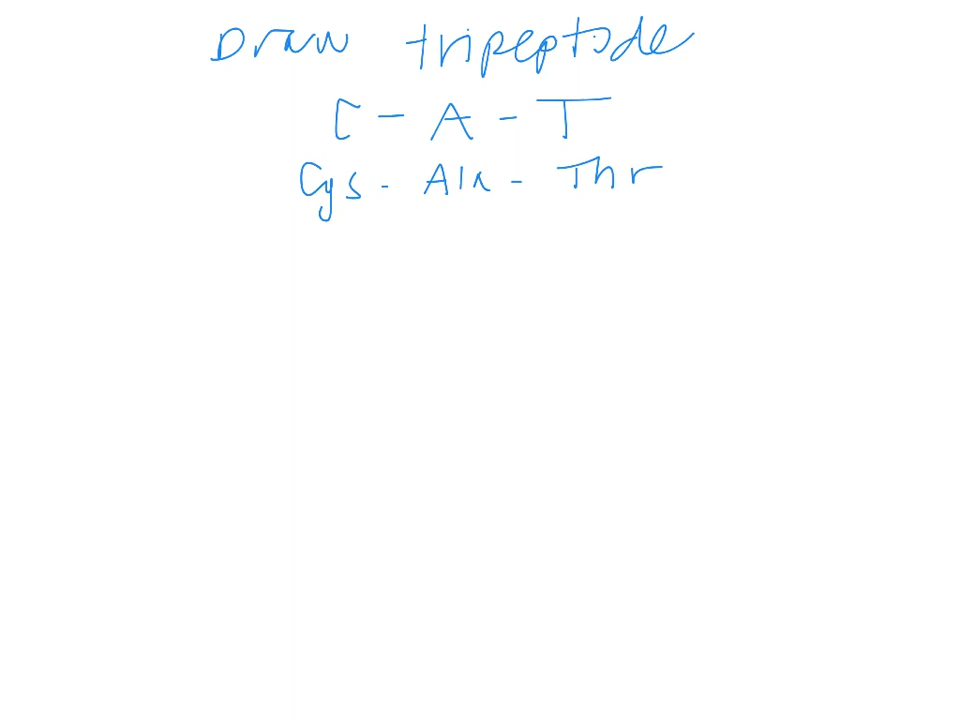 Draw tripeptide
C - A - T
Cys - Ala - Thr